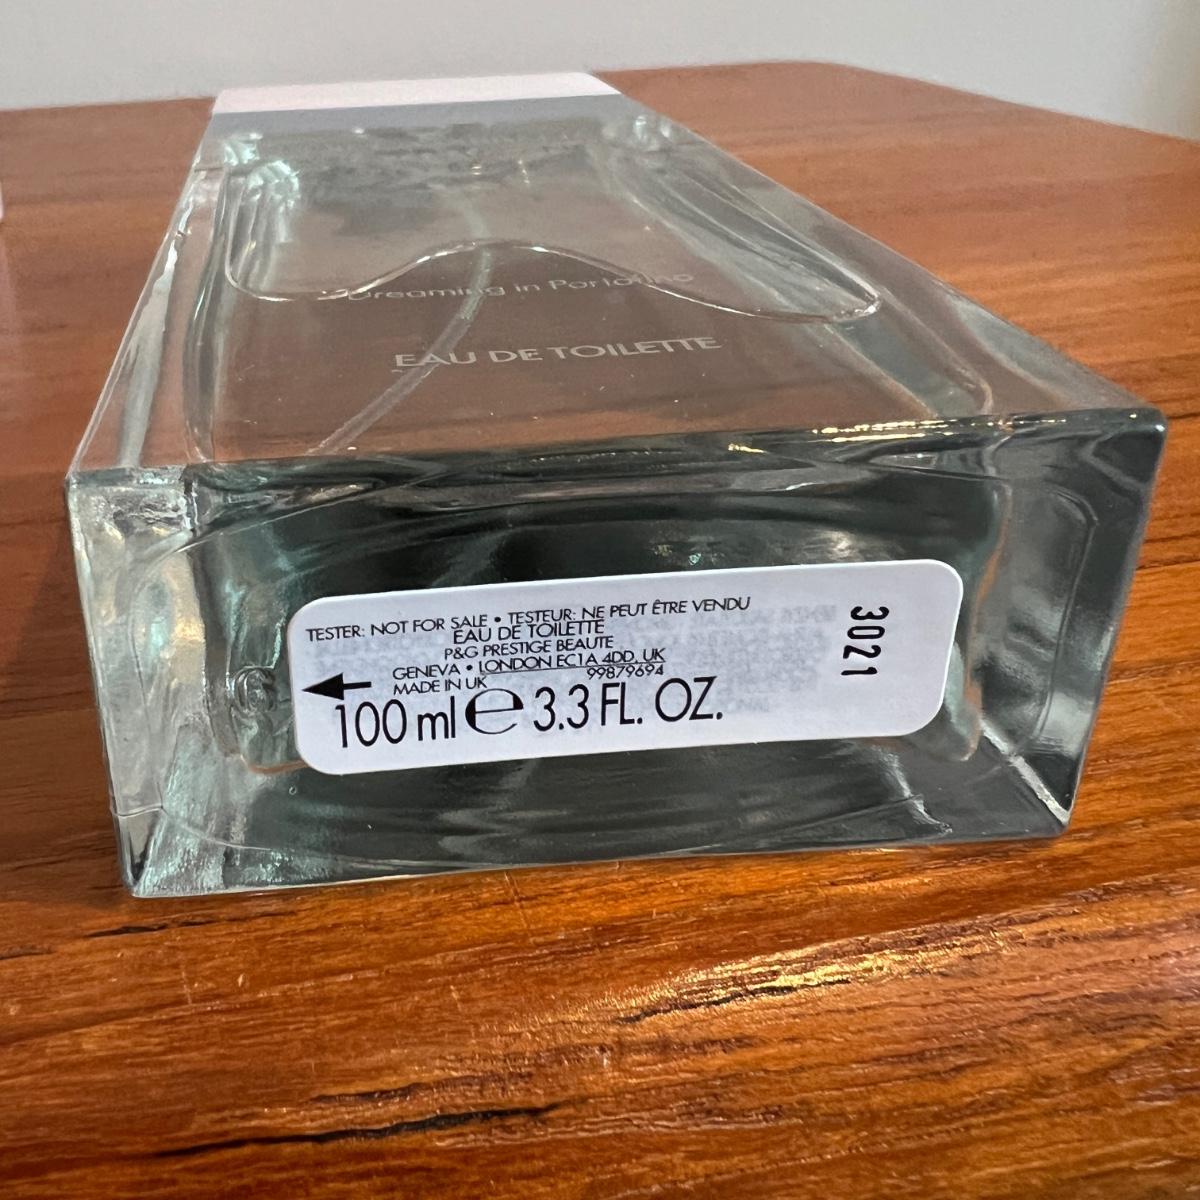 Dreaming in Portofino
EAU DE TOILETTE
TESTER: NOT FOR SALE • TESTEUR: NE PEUT ÊTRE VENDU
EAU DE TOILETTE
P&G PRESTIGE BEAUTE
GENEVA • LONDON EC1A 4DD, UK
MADE IN UK 99879694
100 ml e 3.3 FL. OZ.
3021